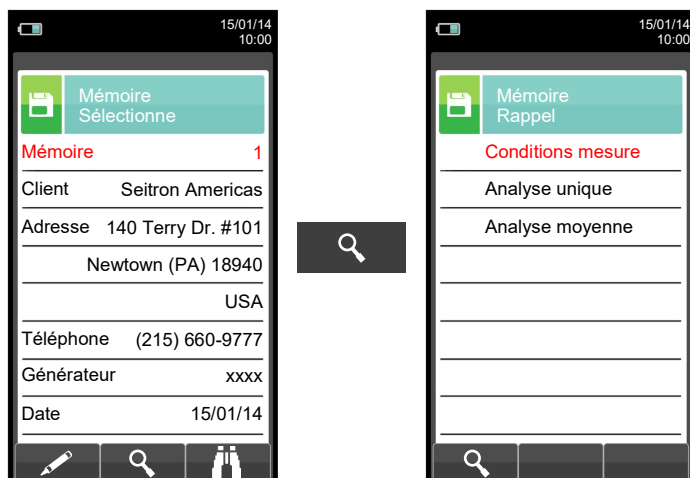 15/01/14
10:00
Mémoire
Sélectionne
Mémoire 1
Client Seitron Americas
Adresse 140 Terry Dr. #101
Newtown (PA) 18940
USA
Téléphone (215) 660-9777
Générateur xxxx
Date 15/01/14
15/01/14
10:00
Mémoire
Rappel
Conditions mesure
Analyse unique
Analyse moyenne